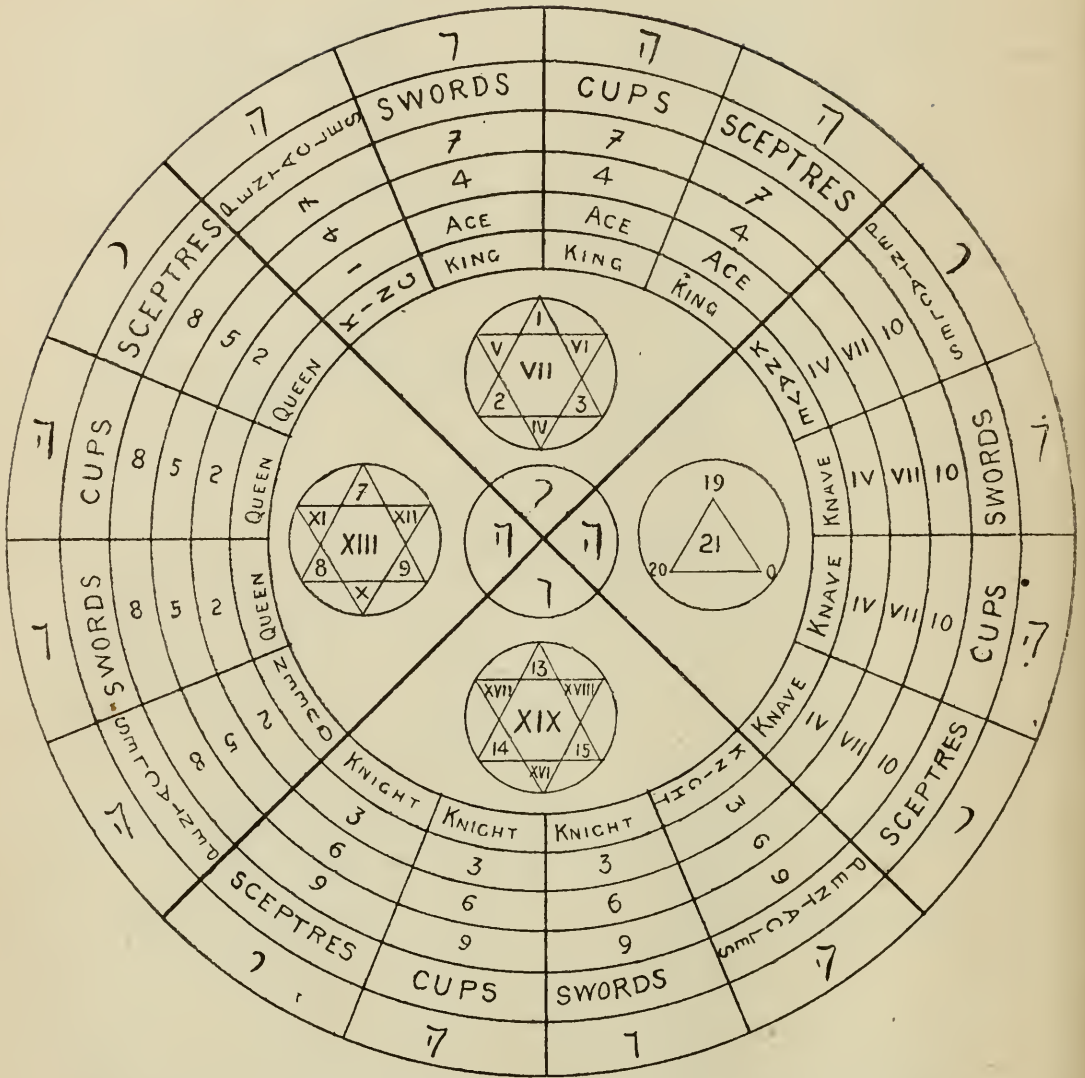 ו
SWORDS
7
4
ACE
KING
ה
CUPS
7
4
ACE
KING
ה
SCEPTRES
7
4
ACE
KING
י
PENTACLES
10
VII
IV
KNAVE
ו
SWORDS
10
VII
IV
KNAVE
ה
CUPS
10
VII
IV
KNAVE
י
SCEPTRES
10
VII
IV
KNAVE
ה
PENTACLES
9
6
3
KNIGHT
ו
SWORDS
9
6
3
KNIGHT
ה
CUPS
9
6
3
KNIGHT
י
SCEPTRES
9
6
3
KNIGHT
ה
PENTACLES
8
5
2
QUEEN
ו
SWORDS
8
5
2
QUEEN
ה
CUPS
8
5
2
QUEEN
י
SCEPTRES
8
5
2
QUEEN
ה
PENTACLES
7
4
1
KING
1
V VI
VII
2 3
IV
7
XI XII
XIII
8 9
X
19
21
20 0
13
XVII XVIII
XIX
14 15
XVI
י
ה ה
ו